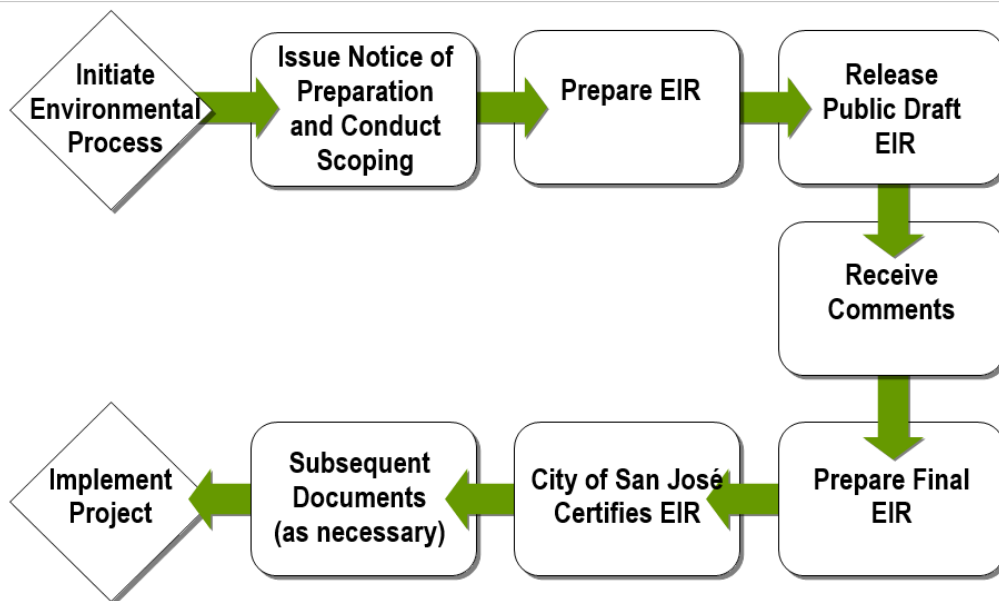 Initiate
Environmental
Process
Issue Notice of
Preparation
and Conduct
Scoping
Prepare EIR
Release
Public Draft
EIR
Receive
Comments
Prepare Final
EIR
City of San José
Certifies EIR
Subsequent
Documents
(as necessary)
Implement
Project